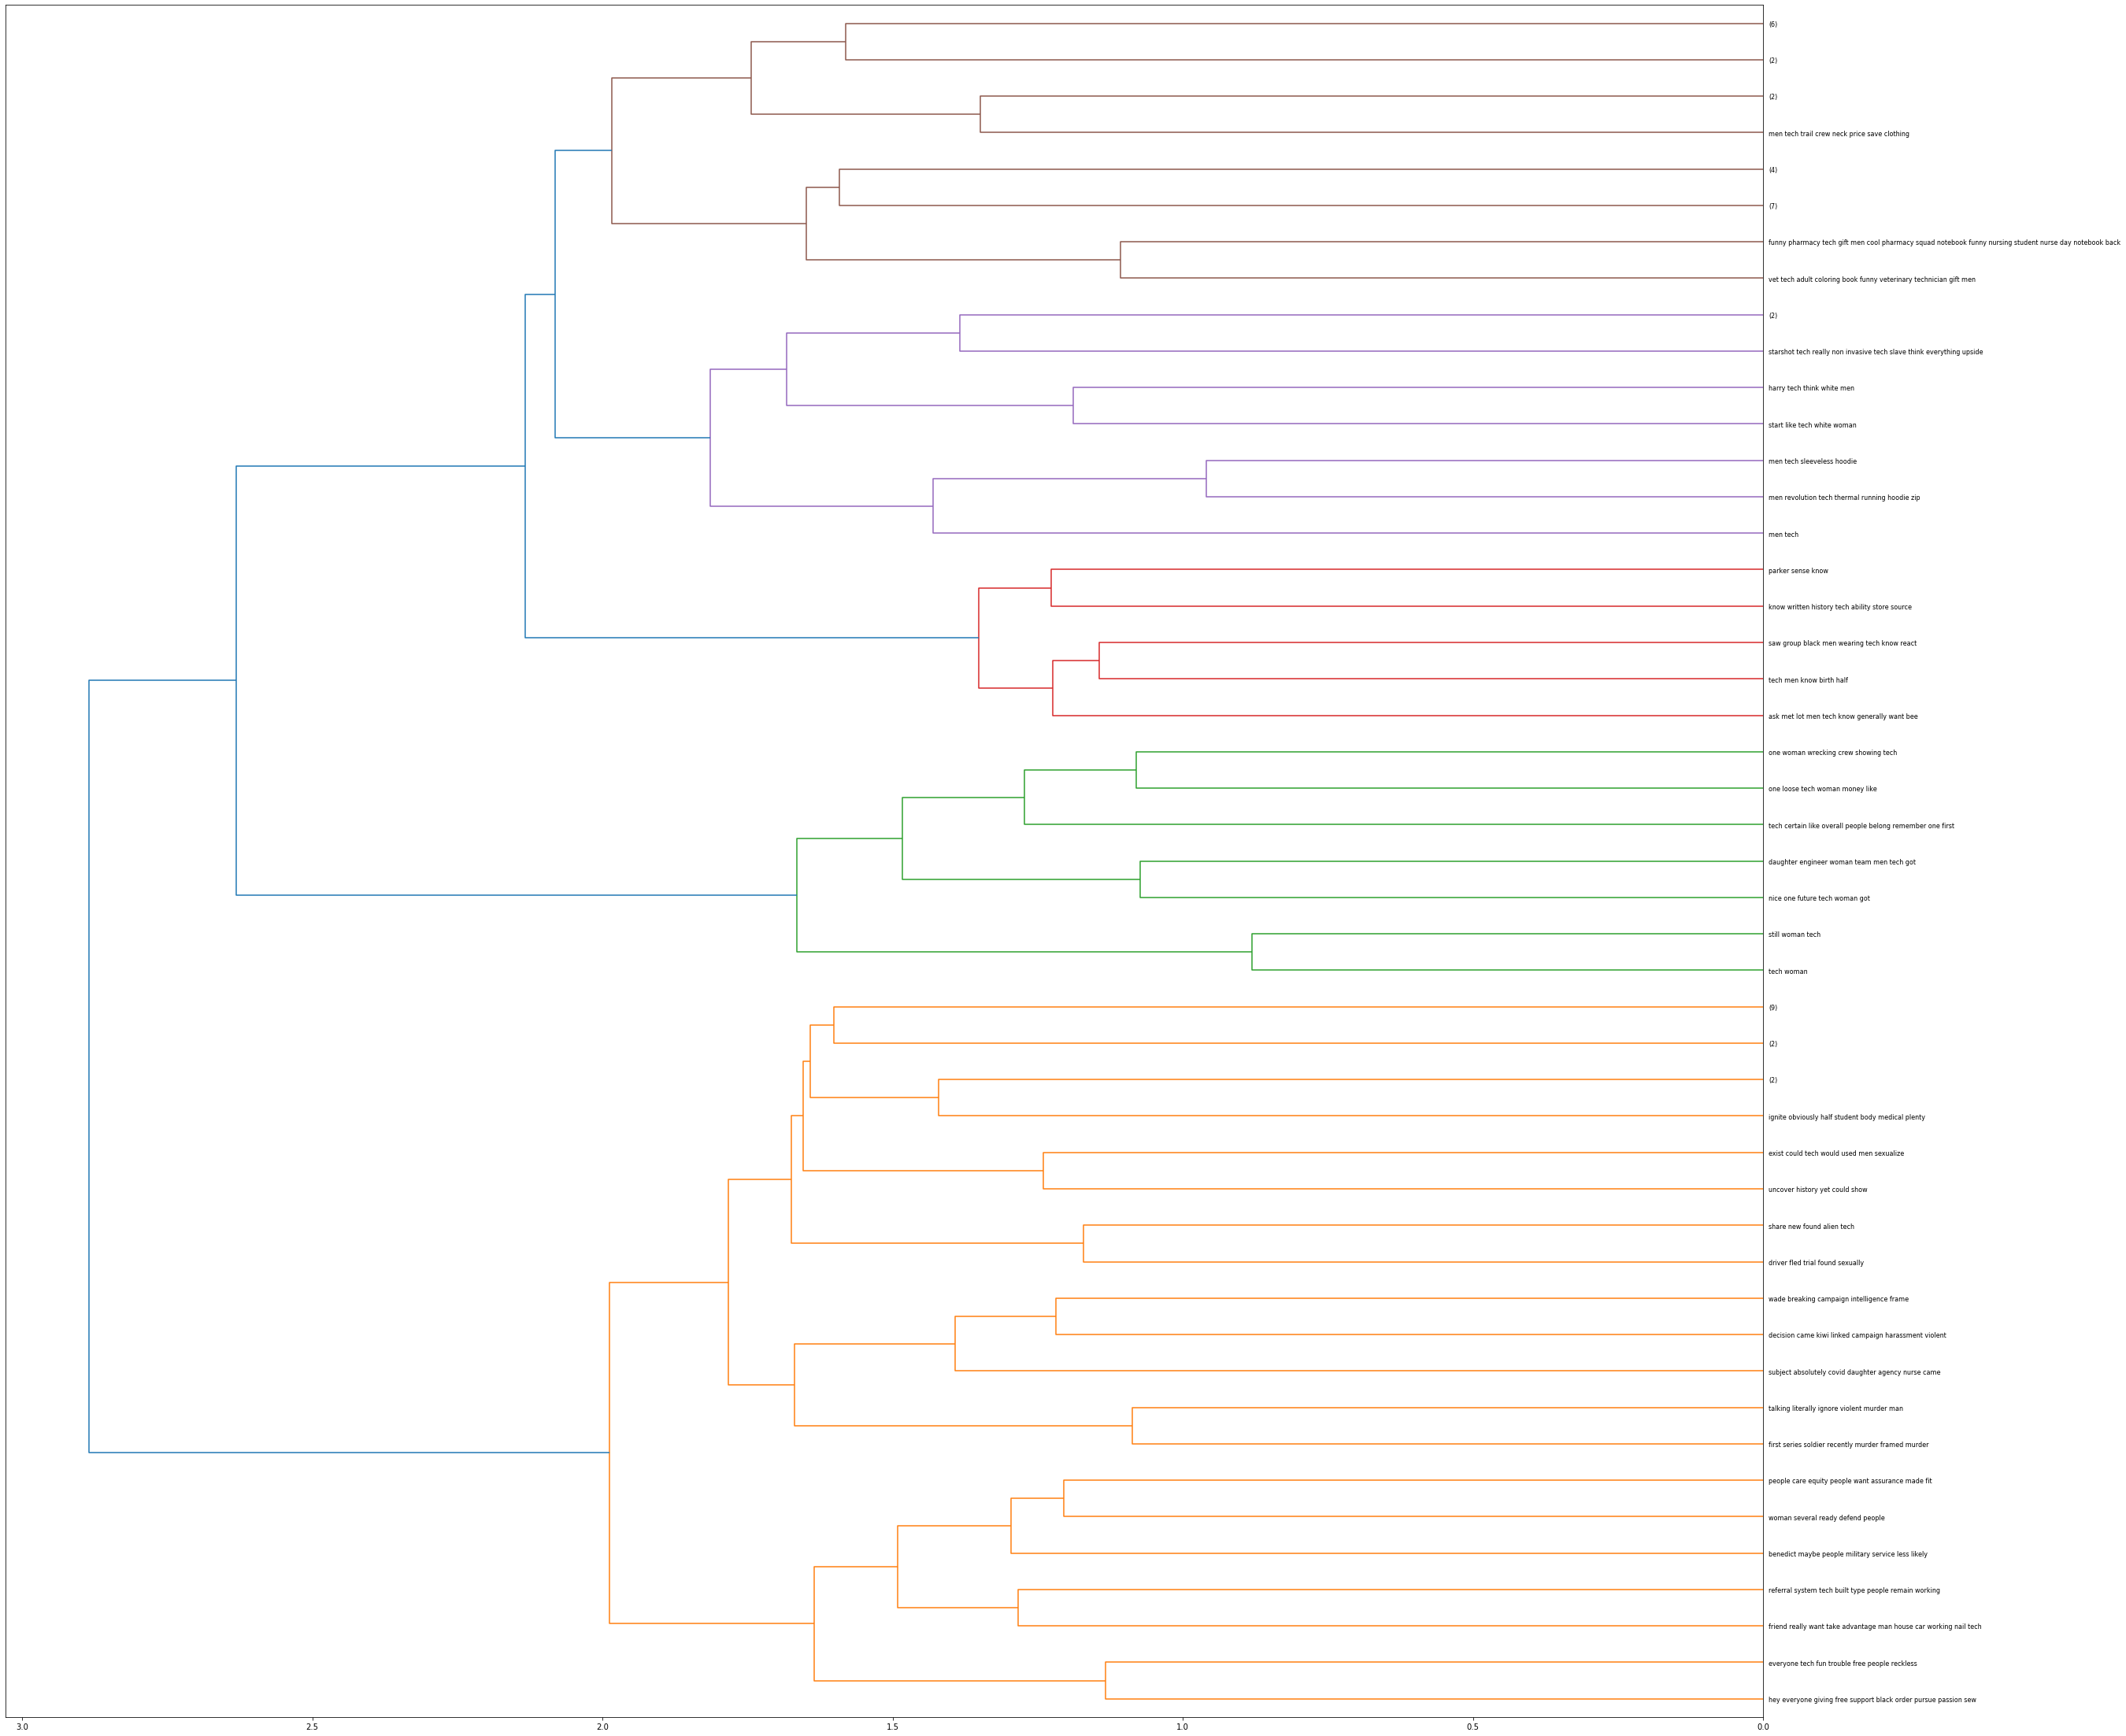 (6)
(2)
(2)
men tech trail crew neck price save clothing
(4)
(7)
funny pharmacy tech gift men cool pharmacy squad notebook funny nursing student nurse day notebook back
vet tech adult coloring book funny veterinary technician gift men
(2)
starshot tech really non invasive tech slave think everything upside
harry tech think white men
start like tech white woman
men tech sleeveless hoodie
men revolution tech thermal running hoodie zip
men tech
parker sense know
know written history tech ability store source
saw group black men wearing tech know react
tech men know birth half
ask met lot men tech know generally want bee
one woman wrecking crew showing tech
one loose tech woman money like
tech certain like overall people belong remember one first
daughter engineer woman team men tech got
nice one future tech woman got
still woman tech
tech woman
(9)
(2)
(2)
ignite obviously half student body medical plenty
exist could tech would used men sexualize
uncover history yet could show
share new found alien tech
driver fled trial found sexually
wade breaking campaign intelligence frame
decision came kiwi linked campaign harassment violent
subject absolutely covid daughter agency nurse came
talking literally ignore violent murder man
first series soldier recently murder framed murder
people care equity people want assurance made fit
woman several ready defend people
benedict maybe people military service less likely
referral system tech built type people remain working
friend really want take advantage man house car working nail tech
everyone tech fun trouble free people reckless
hey everyone giving free support black order pursue passion sew
3.0 2.5 2.0 1.5 1.0 0.5 0.0